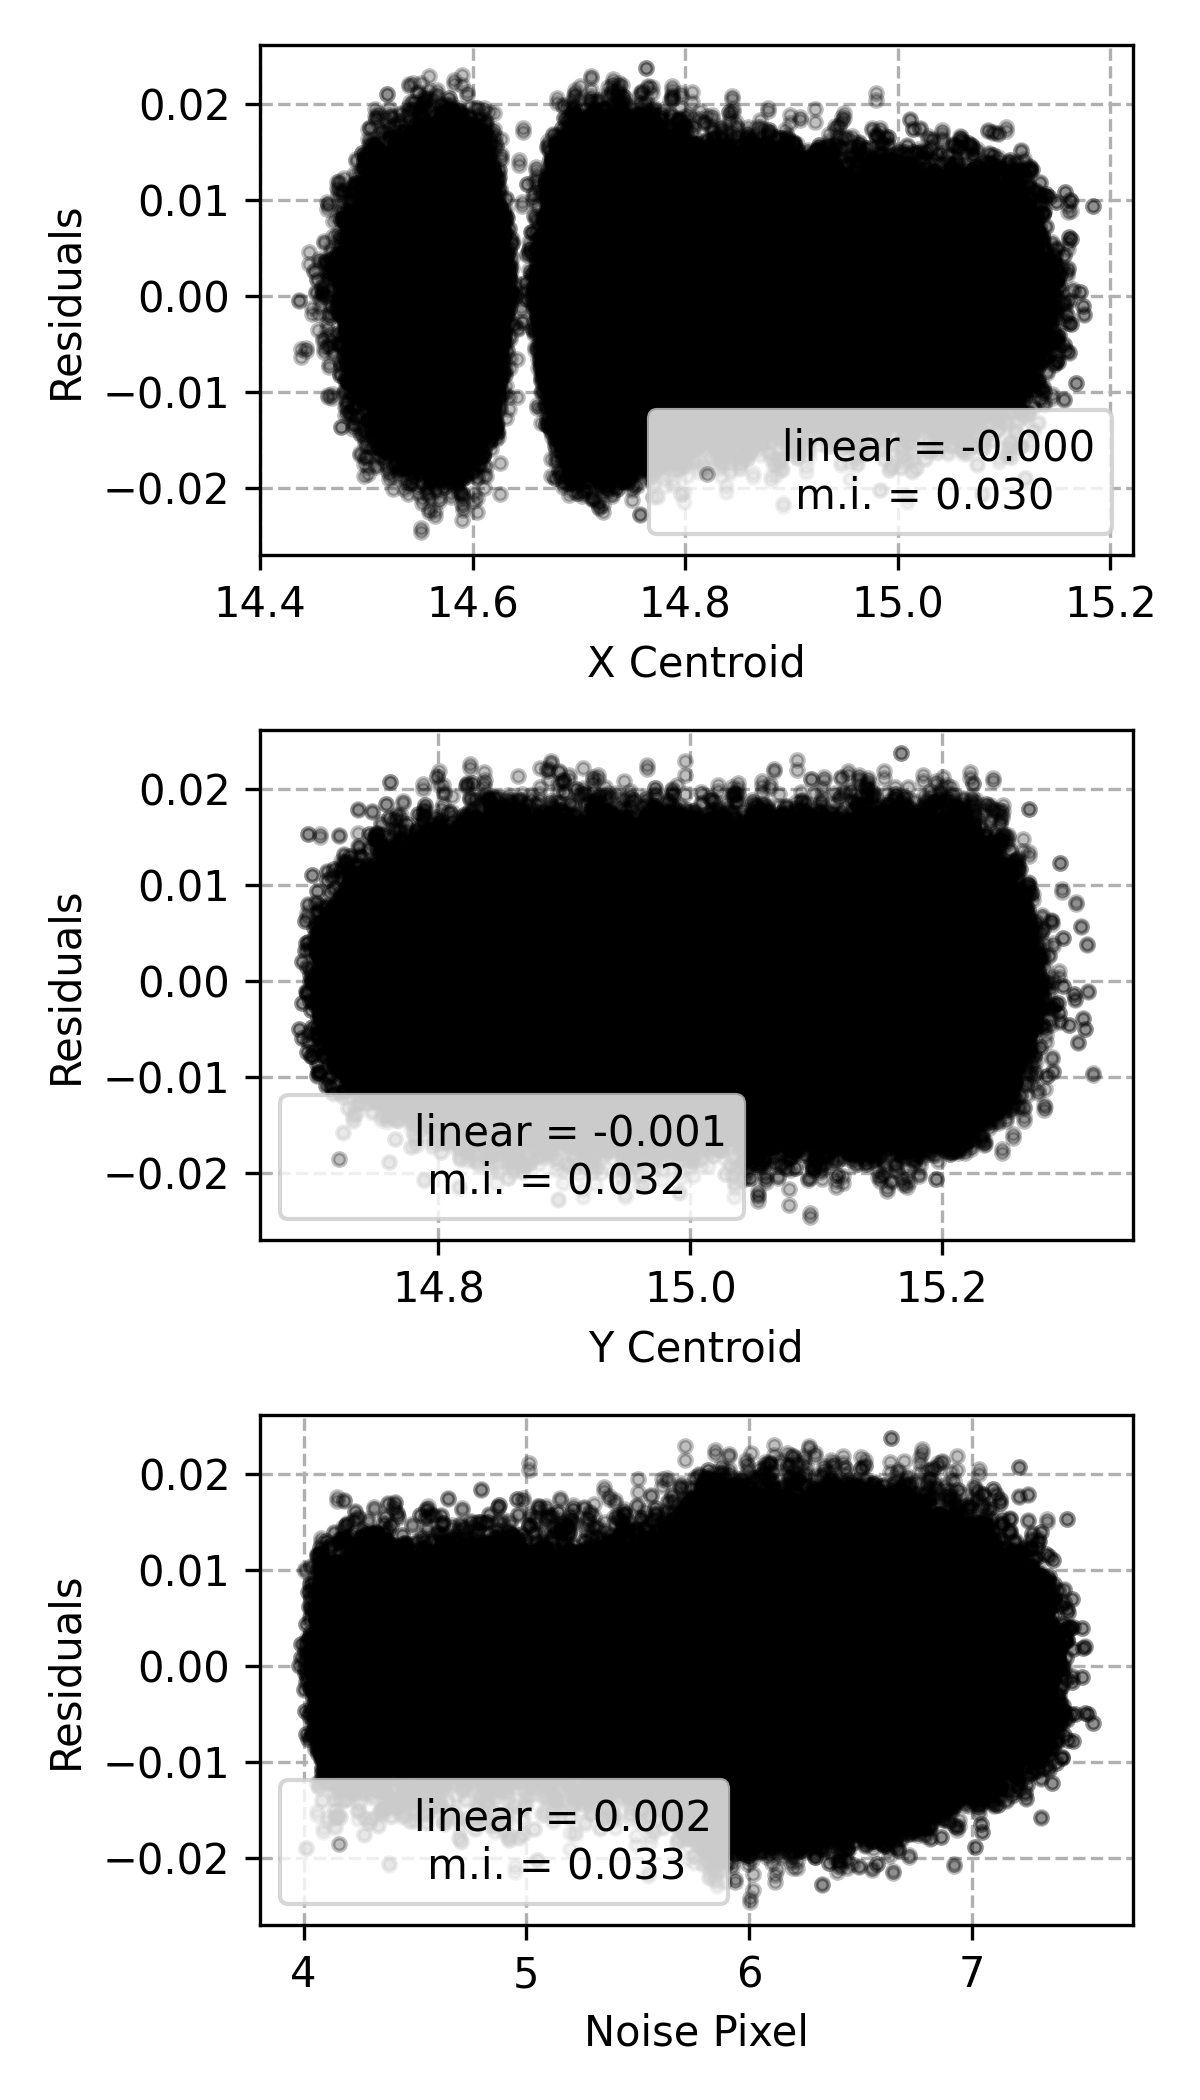 0.02
0.01
0.00
−0.01
−0.02
Residuals
linear = -0.000
m.i. = 0.030
14.4 14.6 14.8 15.0 15.2
X Centroid
0.02
0.01
0.00
−0.01
−0.02
Residuals
linear = -0.001
m.i. = 0.032
14.8 15.0 15.2
Y Centroid
0.02
0.01
0.00
−0.01
−0.02
Residuals
linear = 0.002
m.i. = 0.033
4 5 6 7
Noise Pixel